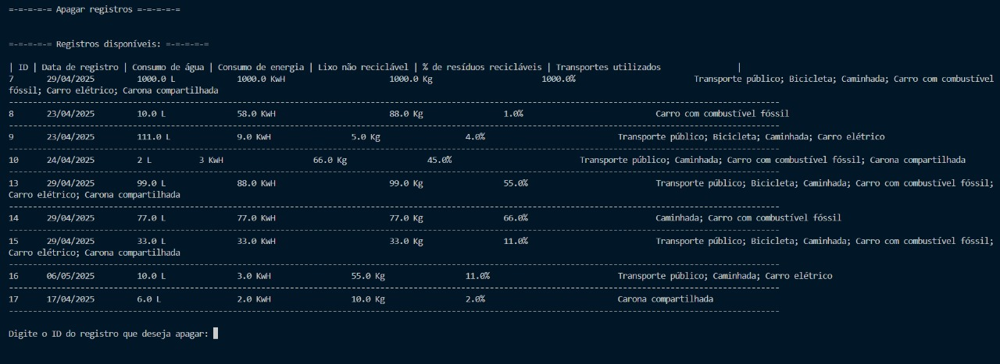 =-=-=-=-= Apagar registros =-=-=-=-=
=-=-=-=-= Registros disponíveis: =-=-=-=-=
| ID | Data de registro | Consumo de água | Consumo de energia | Lixo não reciclável | % de resíduos recicláveis | Transportes utilizados |
7 29/04/2025 1000.0 L 1000.0 KwH 1000.0 Kg 1000.0% Transporte público; Bicicleta; Caminhada; Carro com combustível
fóssil; Carro elétrico; Carona compartilhada
8 23/04/2025 10.0 L 58.0 KwH 88.0 Kg 1.0% Carro com combustível fóssil
9 23/04/2025 111.0 L 9.0 KwH 5.0 Kg 4.0% Transporte público; Bicicleta; Caminhada; Carro elétrico
10 24/04/2025 2 L 3 KwH 66.0 Kg 45.0% Transporte público; Caminhada; Carro com combustível fóssil; Carona compartilhada
13 29/04/2025 99.0 L 88.0 KwH 99.0 Kg 55.0% Transporte público; Bicicleta; Caminhada; Carro com combustível fóssil;
Carro elétrico; Carona compartilhada
14 29/04/2025 77.0 L 77.0 KwH 77.0 Kg 66.0% Caminhada; Carro com combustível fóssil
15 29/04/2025 33.0 L 33.0 KwH 33.0 Kg 11.0% Transporte público; Bicicleta; Caminhada; Carro com combustível fóssil;
Carro elétrico; Carona compartilhada
16 06/05/2025 10.0 L 3.0 KwH 55.0 Kg 11.0% Transporte público; Caminhada; Carro elétrico
17 17/04/2025 6.0 L 2.0 KwH 10.0 Kg 2.0% Carona compartilhada
Digite o ID do registro que deseja apagar: